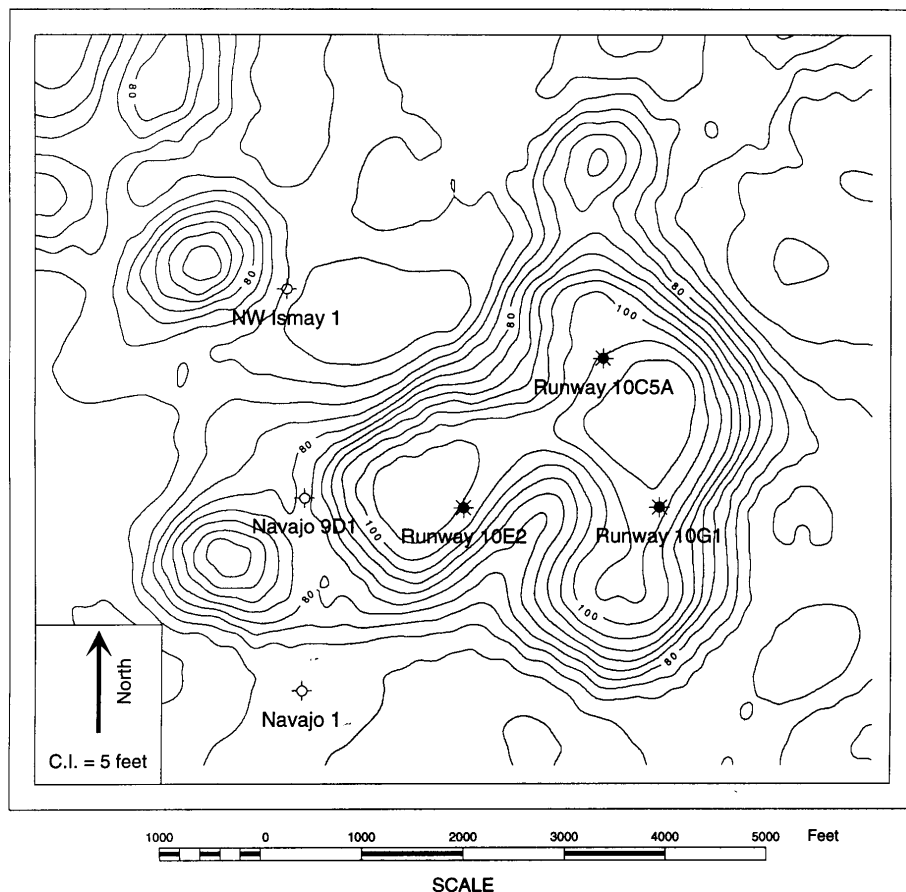 80
80
80
100
NW Ismay 1
80
Runway 10C5A
80
Navajo 9D1
100
Runway 10E2
Runway 10G1
80
100
80
North
Navajo 1
C.I. = 5 feet
1000 0 1000 2000 3000 4000 5000 Feet
SCALE